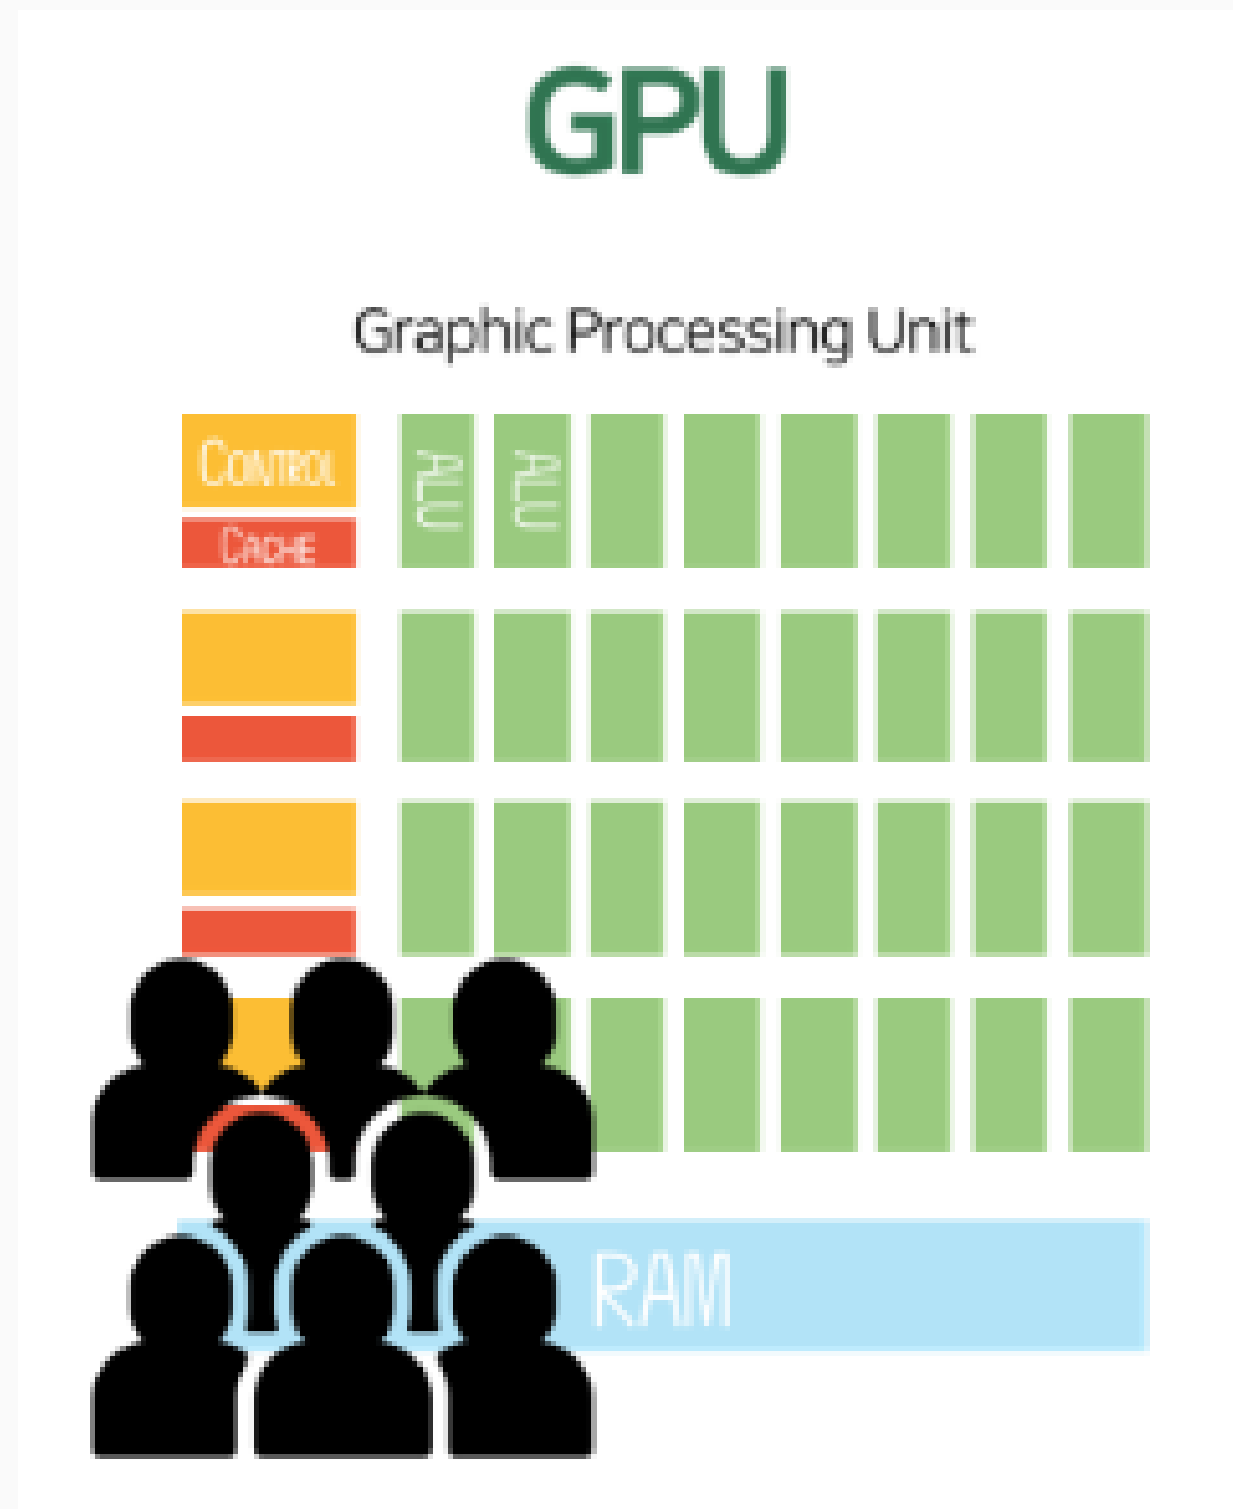 GPU
Graphic Processing Unit
CONTROL
CACHE
ALU
ALU
RAM